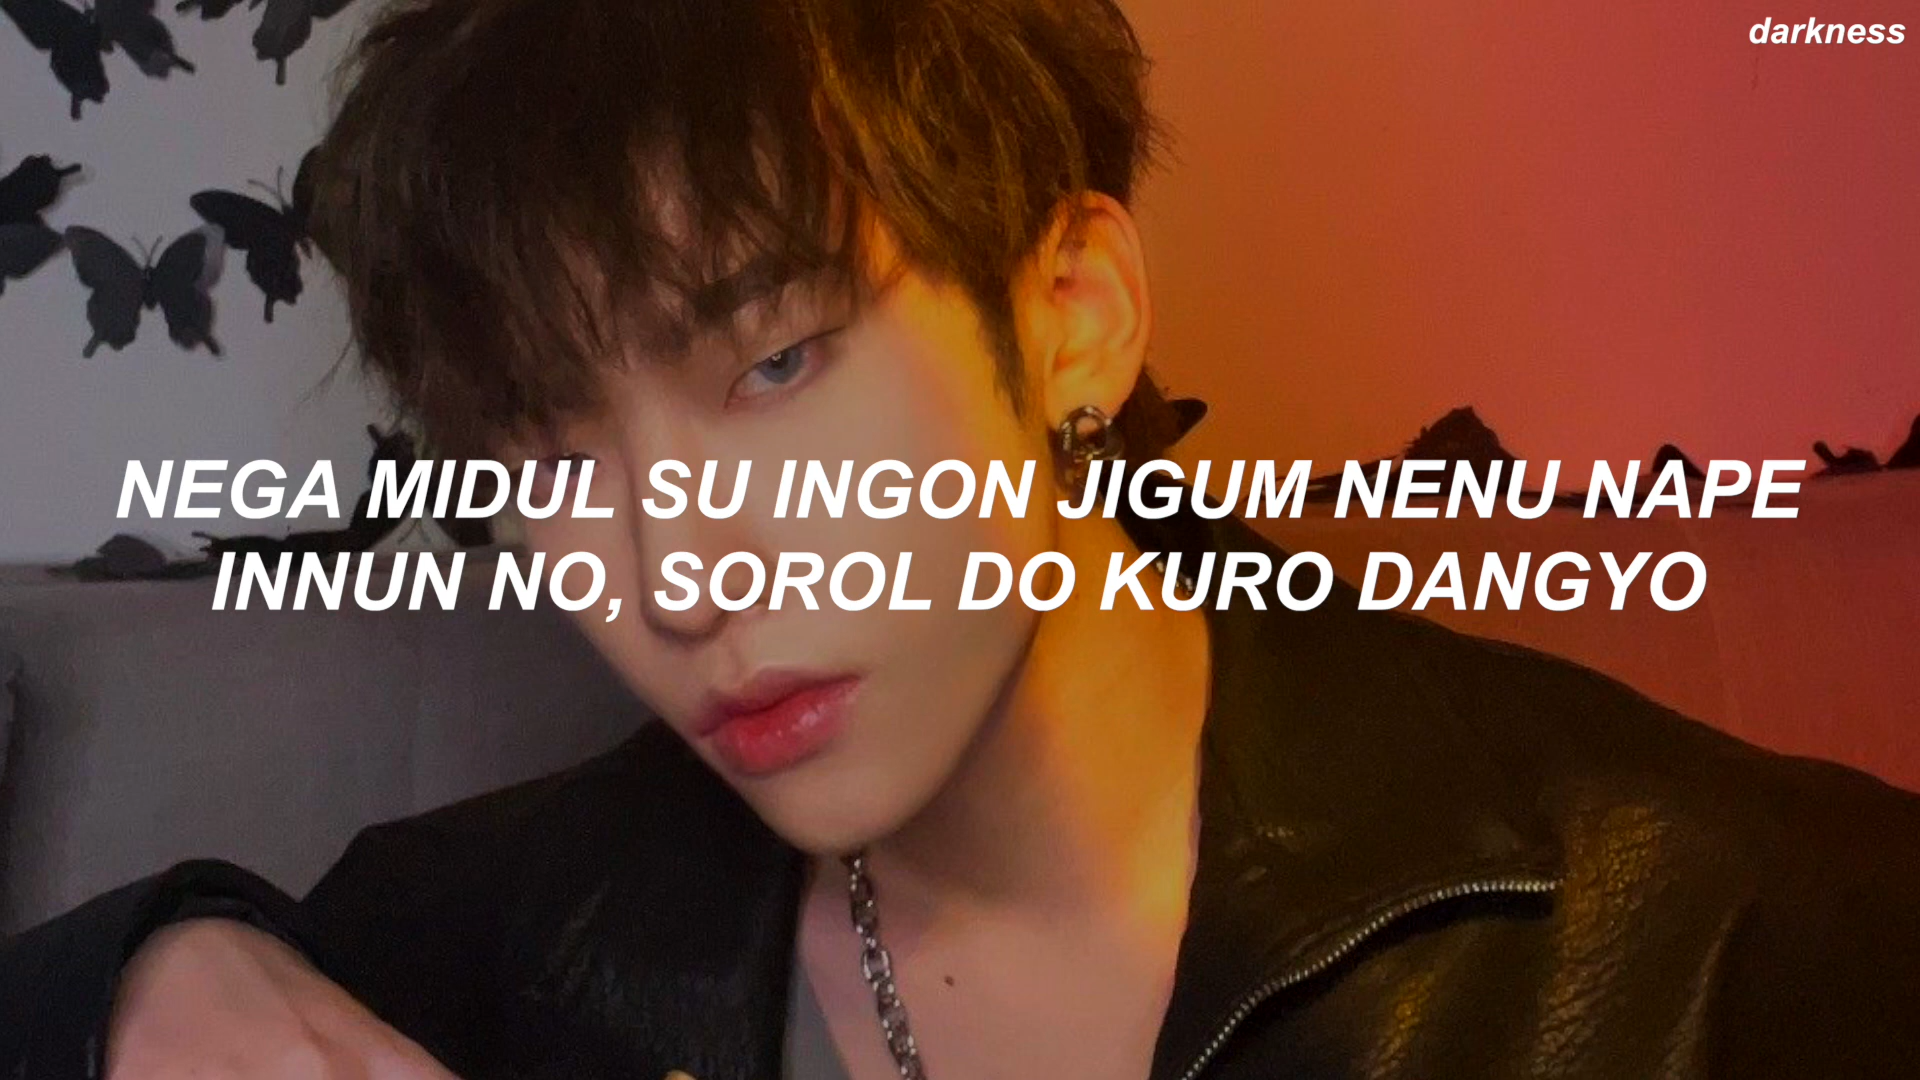 darkness
NEGA MIDUL SU INGON JIGUM NENU NAPE
INNUN NO, SOROL DO KURO DANGYO